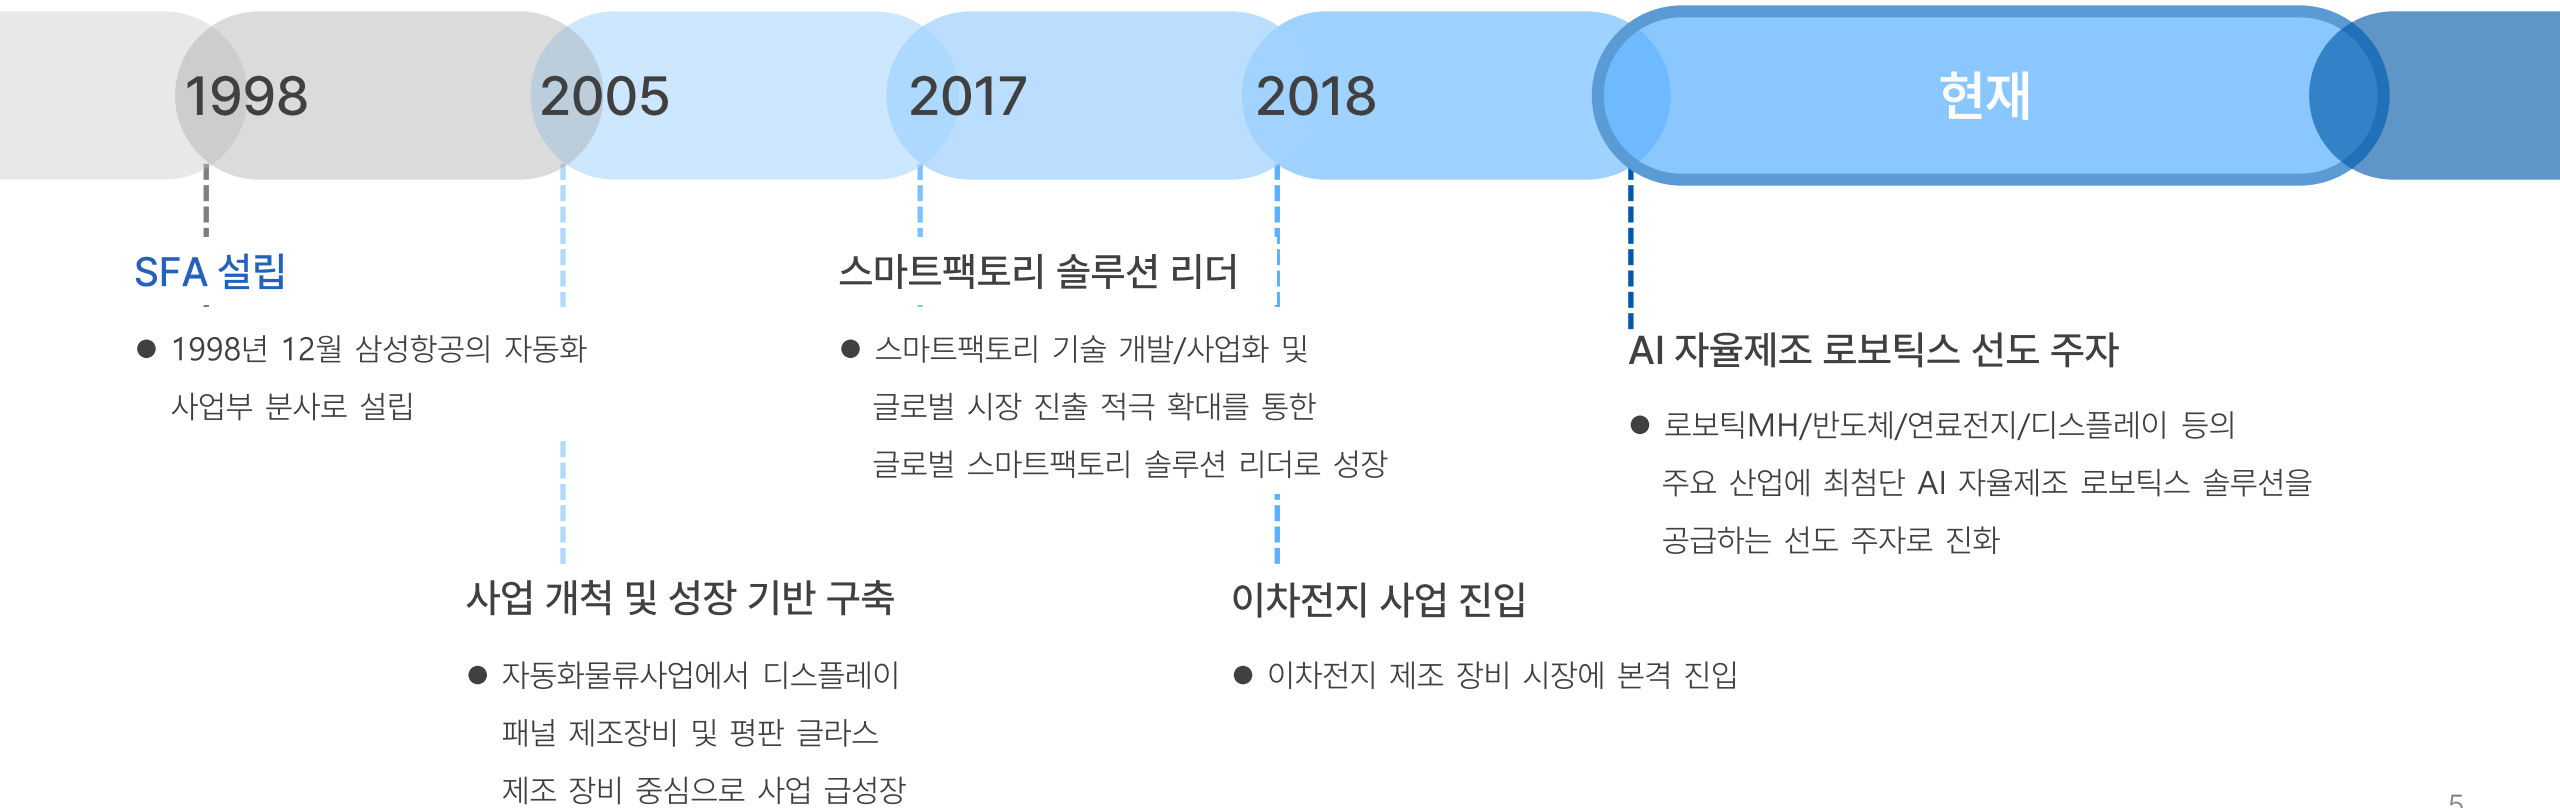 1998
2005
2017
2018
현재
SFA 설립
● 1998년 12월 삼성항공의 자동화
사업부 분사로 설립
사업 개척 및 성장 기반 구축
● 자동화물류사업에서 디스플레이
패널 제조장비 및 평판 글라스
제조 장비 중심으로 사업 급성장
스마트팩토리 솔루션 리더
● 스마트팩토리 기술 개발/사업화 및
글로벌 시장 진출 적극 확대를 통한
글로벌 스마트팩토리 솔루션 리더로 성장
이차전지 사업 진입
● 이차전지 제조 장비 시장에 본격 진입
AI 자율제조 로보틱스 선도 주자
● 로보틱MH/반도체/연료전지/디스플레이 등의
주요 산업에 최첨단 AI 자율제조 로보틱스 솔루션을
공급하는 선도 주자로 진화
5